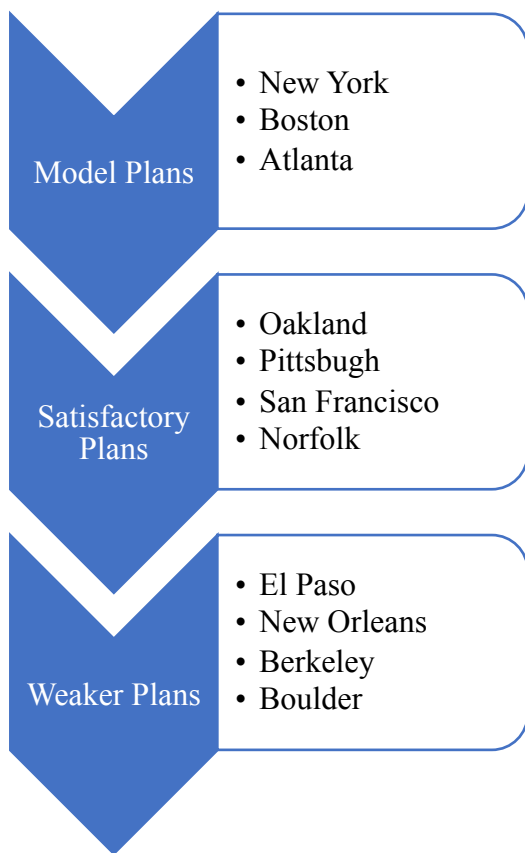 Model Plans
• New York
• Boston
• Atlanta
Satisfactory
Plans
• Oakland
• Pittsbugh
• San Francisco
• Norfolk
Weaker Plans
• El Paso
• New Orleans
• Berkeley
• Boulder